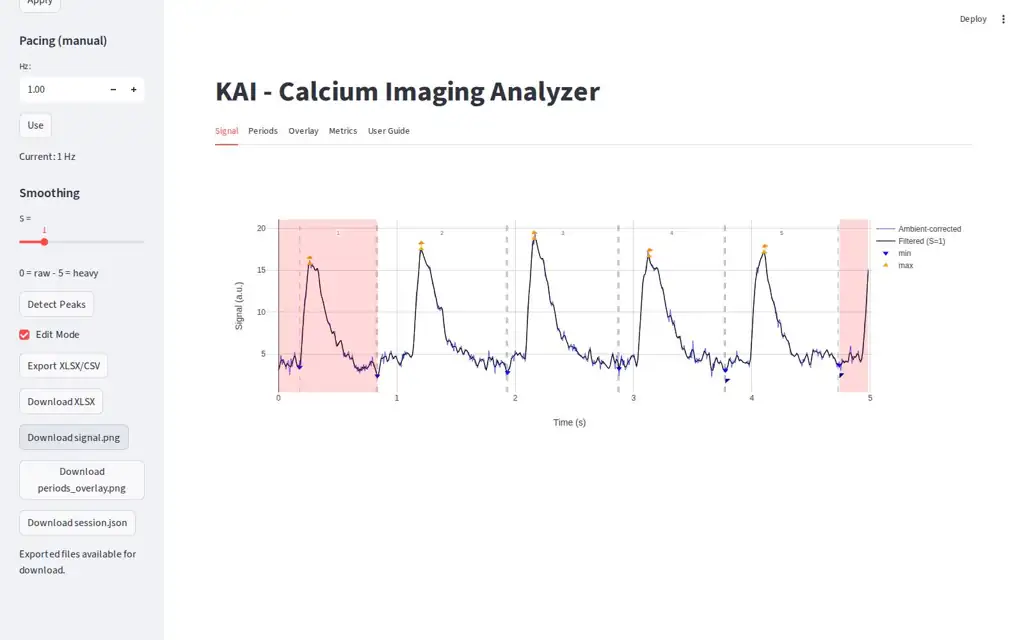 Apply
Deploy
Pacing (manual)
Hz:
1.00
Use
Current: 1 Hz
Smoothing
S =
1
0 = raw - 5 = heavy
Detect Peaks
Edit Mode
Export XLSX/CSV
Download XLSX
Download signal.png
Download
periods_overlay.png
Download session.json
Exported files available for
download.
KAI - Calcium Imaging Analyzer
Signal Periods Overlay Metrics User Guide
Signal (a.u.)
20
15
10
5
1 2 3 4 5
Ambient-corrected
Filtered (S=1)
min
max
0 1 2 3 4 5
Time (s)